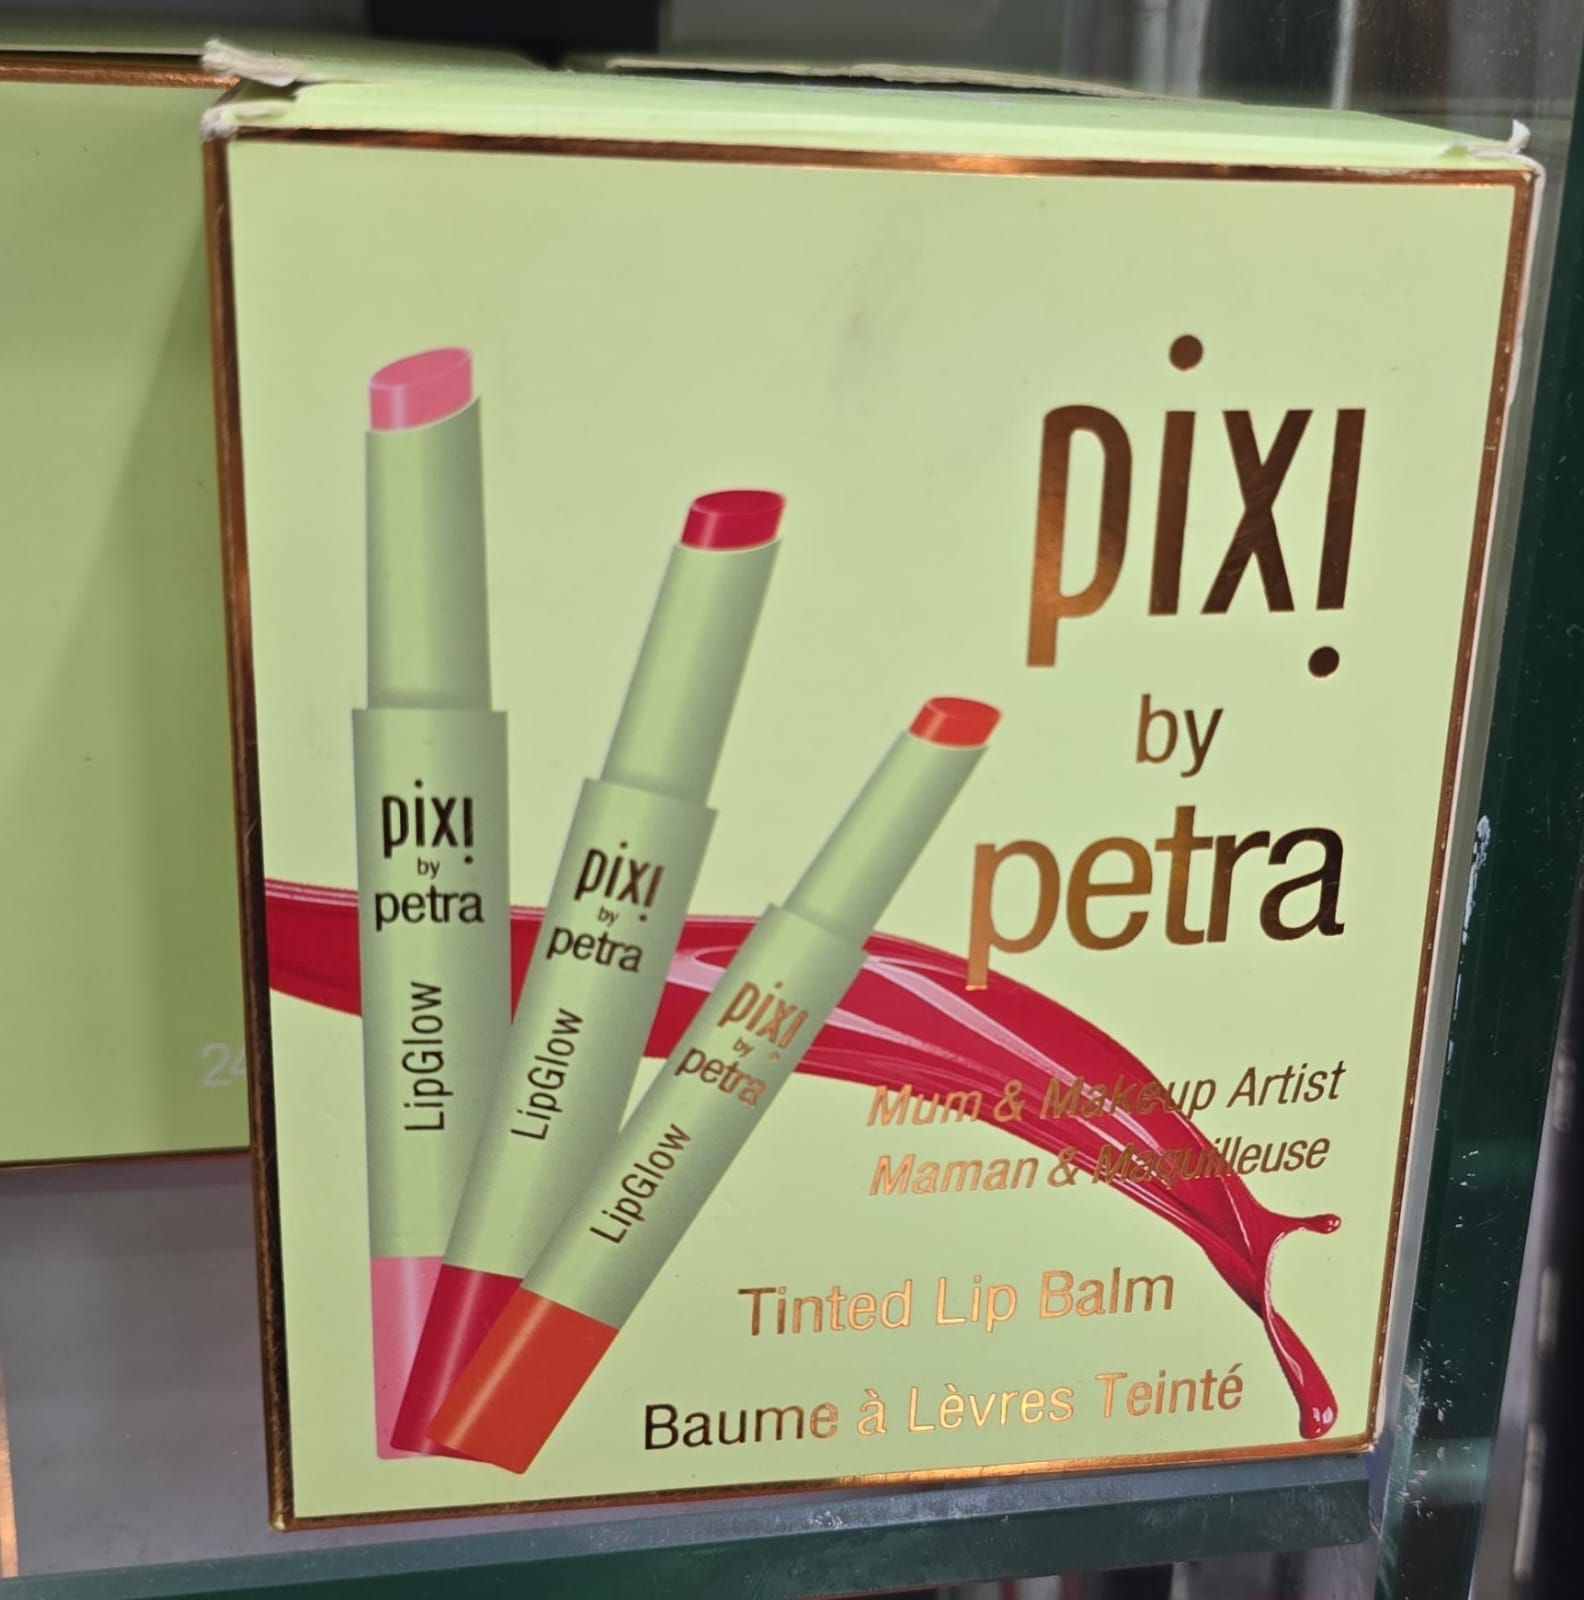 pixi
by
petra
Mum & Makeup Artist
Maman & Maquilleuse
Tinted Lip Balm
Baume à Lèvres Teinté
pixi
by
petra
LipGlow
pixi
by
petra
LipGlow
pixi
by
petra
LipGlow